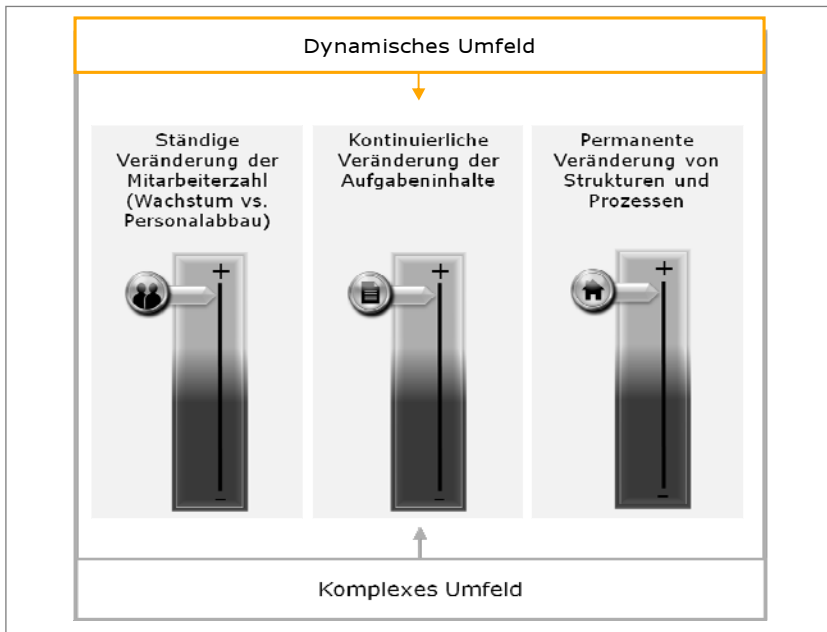 Dynamisches Umfeld
Ständige
Veränderung der
Mitarbeiterzahl
(Wachstum vs.
Personalabbau)
+
–
Kontinuierliche
Veränderung der
Aufgabeninhalte
+
–
Permanente
Veränderung von
Strukturen und
Prozessen
+
–
Komplexes Umfeld